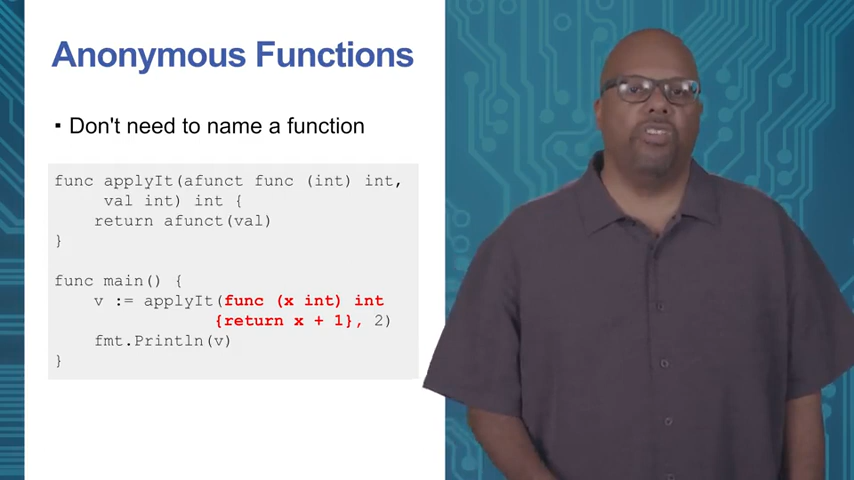 Anonymous Functions
▪ Don't need to name a function
func applyIt(afunct func (int) int,
val int) int {
return afunct(val)
}
func main() {
v := applyIt(func (x int) int
{return x + 1}, 2)
fmt.Println(v)
}